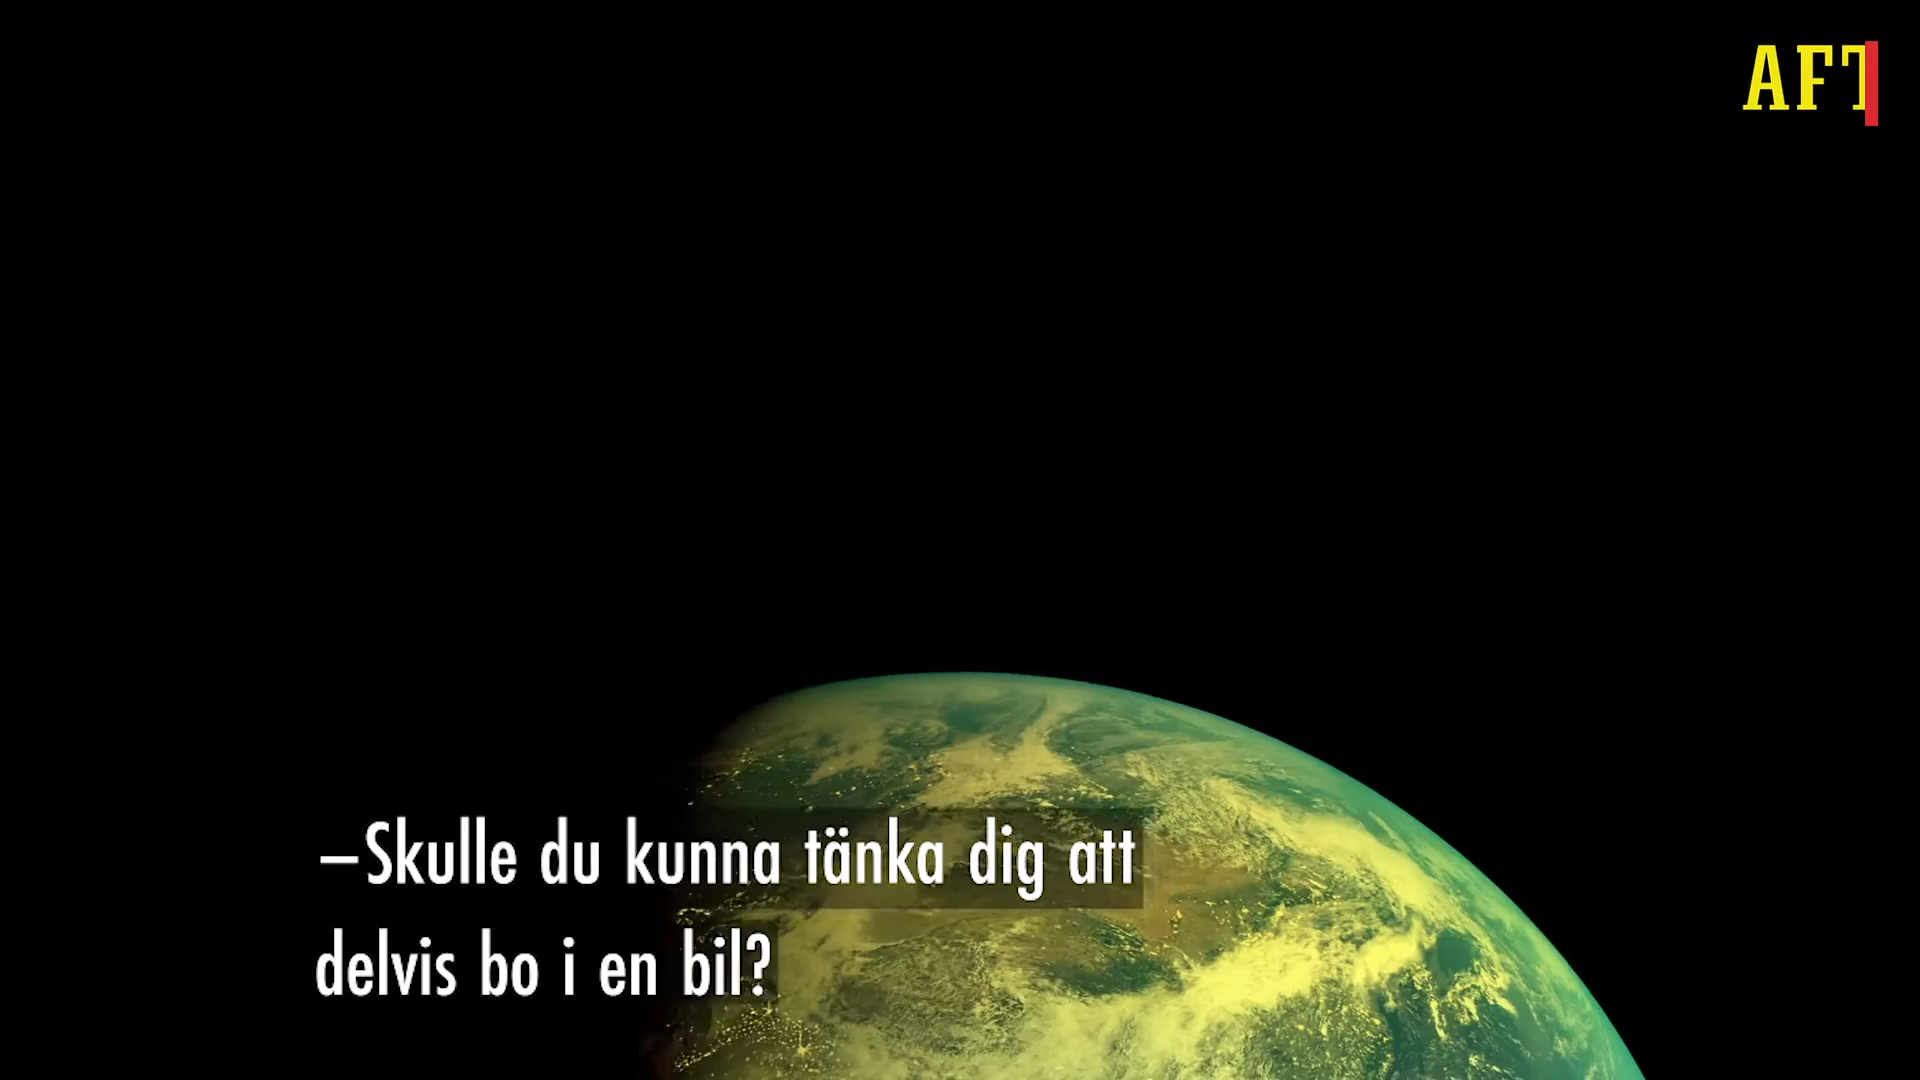 AFT
–Skulle du kunna tänka dig att
delvis bo i en bil?